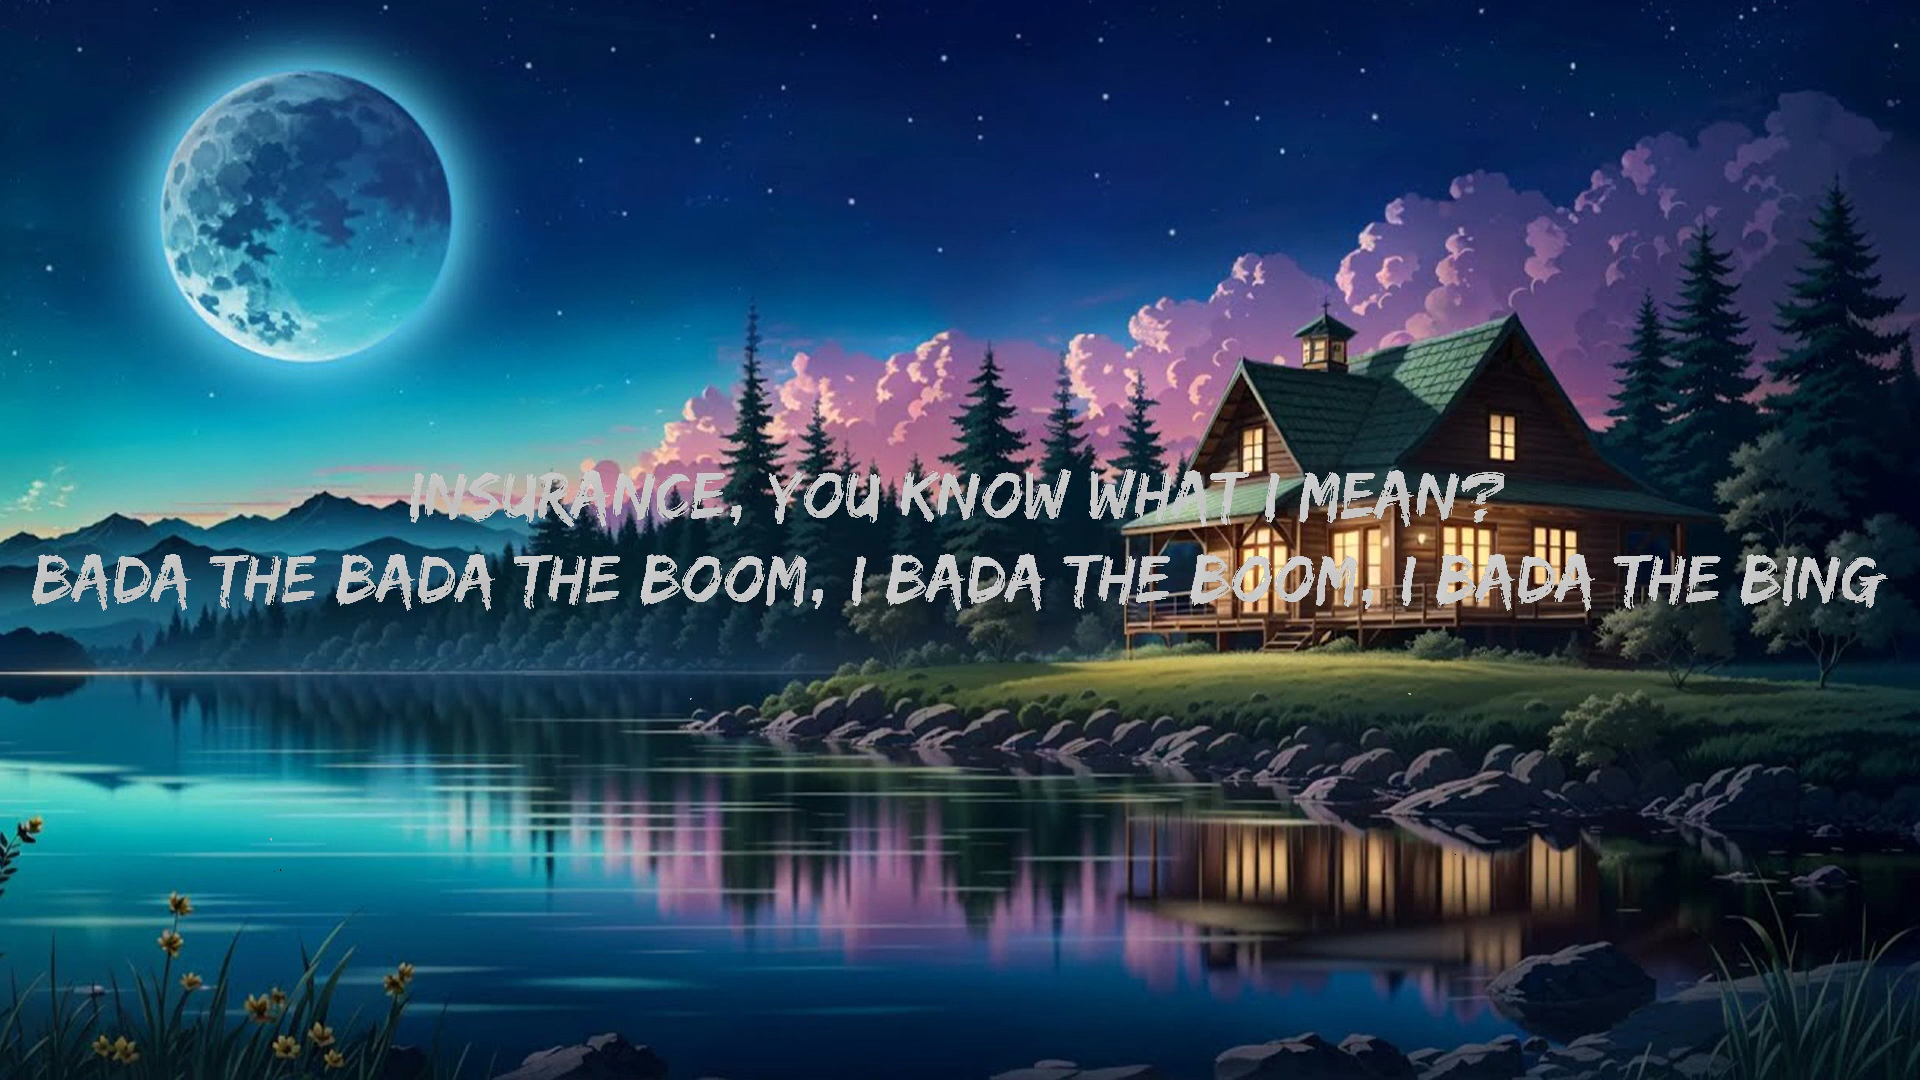 INSURANCE, YOU KNOW WHAT I MEAN?
BADA THE BADA THE BOOM, I BADA THE BOOM, I BADA THE BING